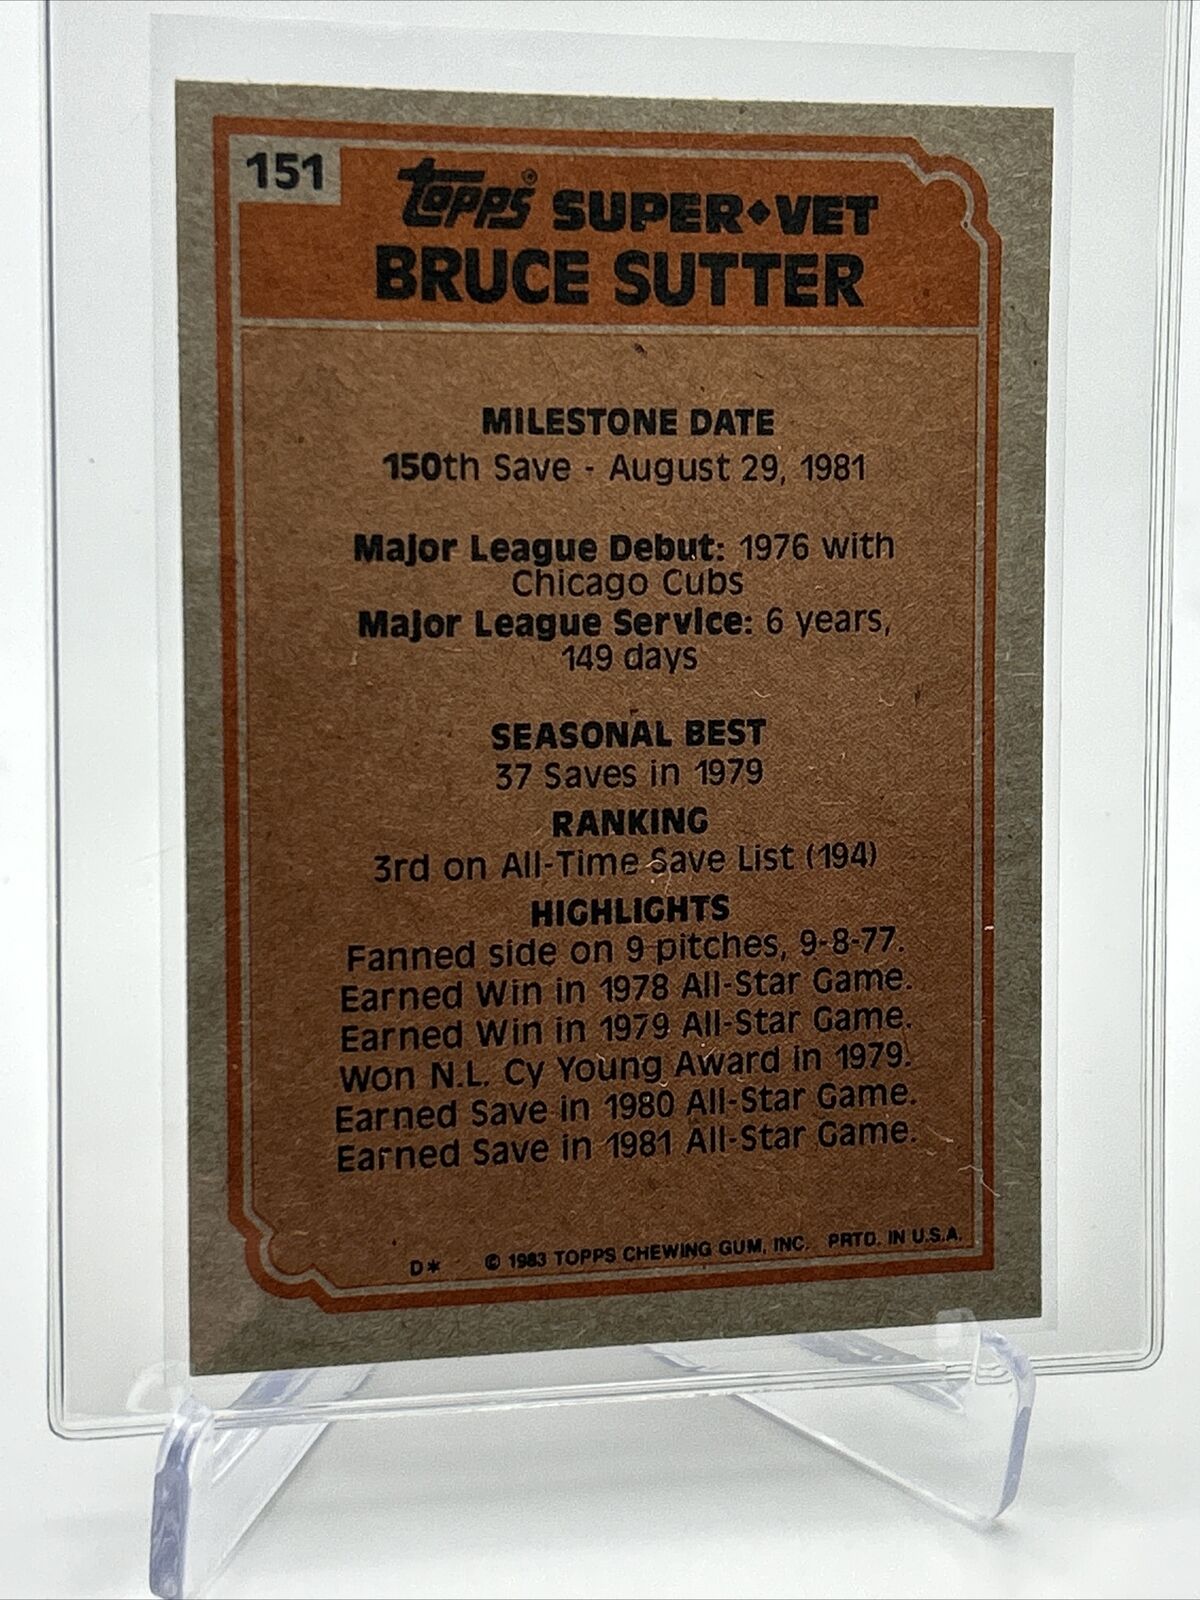 151
Topps® SUPER◆VET
BRUCE SUTTER
MILESTONE DATE
150th Save - August 29, 1981
Major League Debut: 1976 with
Chicago Cubs
Major League Service: 6 years,
149 days
SEASONAL BEST
37 Saves in 1979
RANKING
3rd on All-Time Save List (194)
HIGHLIGHTS
Fanned side on 9 pitches, 9-8-77.
Earned Win in 1978 All-Star Game.
Earned Win in 1979 All-Star Game.
Won N.L. Cy Young Award in 1979.
Earned Save in 1980 All-Star Game.
Earned Save in 1981 All-Star Game.
D* © 1983 TOPPS CHEWING GUM, INC. PRTD. IN U.S.A.